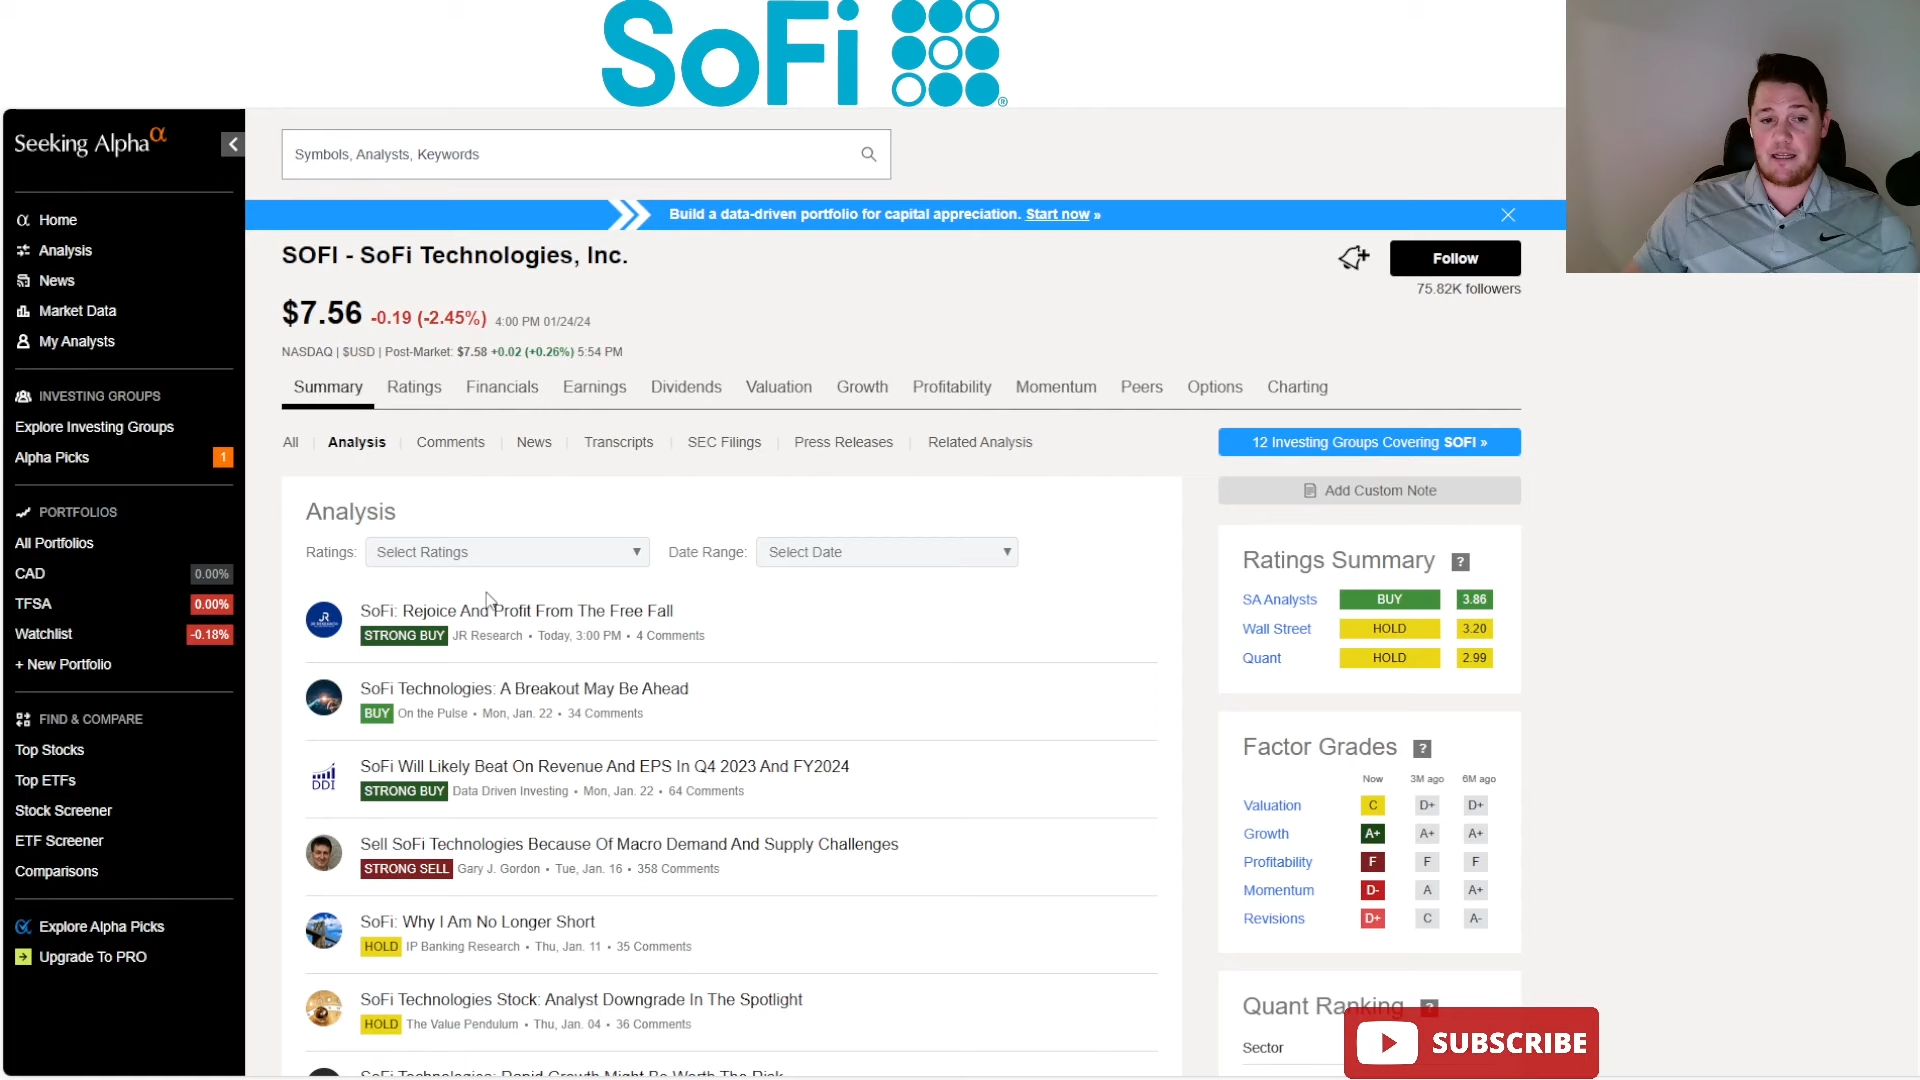 SoFi
®
Seeking Alpha α
Symbols, Analysts, Keywords
Build a data-driven portfolio for capital appreciation. Start now »
Home
Analysis
News
Market Data
My Analysts
INVESTING GROUPS
Explore Investing Groups
Alpha Picks 1
PORTFOLIOS
All Portfolios
CAD 0.00%
TFSA 0.00%
Watchlist -0.18%
+ New Portfolio
FIND & COMPARE
Top Stocks
Top ETFs
Stock Screener
ETF Screener
Comparisons
Explore Alpha Picks
Upgrade To PRO
SOFI - SoFi Technologies, Inc.
Follow
75.82K followers
$7.56 -0.19 (-2.45%) 4:00 PM 01/24/24
NASDAQ | $USD | Post-Market: $7.58 +0.02 (+0.26%) 5:54 PM
Summary Ratings Financials Earnings Dividends Valuation Growth Profitability Momentum Peers Options Charting
All | Analysis | Comments | News | Transcripts | SEC Filings | Press Releases | Related Analysis
Analysis
Ratings: Select Ratings Date Range: Select Date
SoFi: Rejoice And Profit From The Free Fall
STRONG BUY JR Research • Today, 3:00 PM • 4 Comments
SoFi Technologies: A Breakout May Be Ahead
BUY On the Pulse • Mon, Jan. 22 • 34 Comments
DDI
SoFi Will Likely Beat On Revenue And EPS In Q4 2023 And FY2024
STRONG BUY Data Driven Investing • Mon, Jan. 22 • 64 Comments
Sell SoFi Technologies Because Of Macro Demand And Supply Challenges
STRONG SELL Gary J. Gordon • Tue, Jan. 16 • 358 Comments
SoFi: Why I Am No Longer Short
HOLD IP Banking Research • Thu, Jan. 11 • 35 Comments
SoFi Technologies Stock: Analyst Downgrade In The Spotlight
HOLD The Value Pendulum • Thu, Jan. 04 • 36 Comments
SoFi Technologies: Rapid Growth Might Be Worth The Risk
12 Investing Groups Covering SOFI »
Add Custom Note
Ratings Summary ?
SA Analysts BUY 3.86
Wall Street HOLD 3.20
Quant HOLD 2.99
Factor Grades ?
Now 3M ago 6M ago
Valuation C D+ D+
Growth A+ A+ A+
Profitability F F F
Momentum D- A A+
Revisions D+ C A-
Quant Ranking ?
Sector
SUBSCRIBE